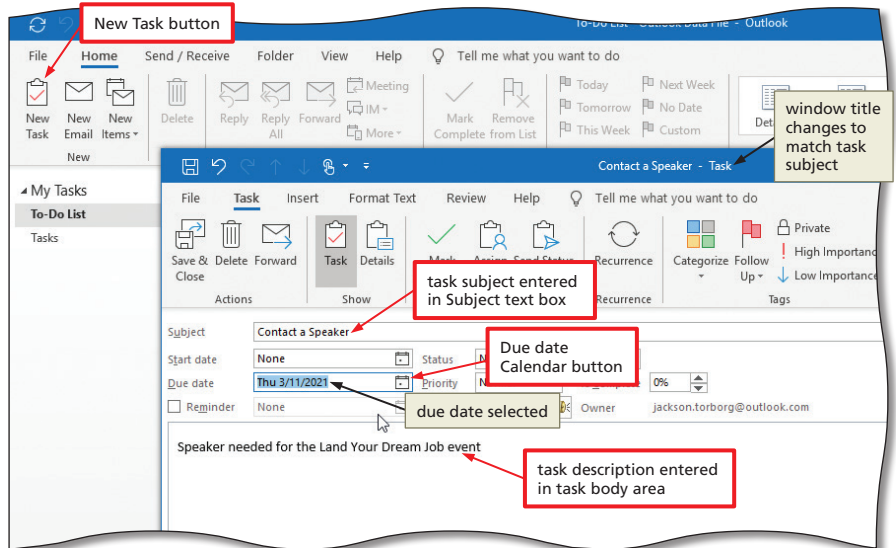 New Task button
To-Do List - Outlook Data File - Outlook
File Home Send / Receive Folder View Help Tell me what you want to do
New Task
New Email
New Items
Delete
Reply
Reply All
Forward
Meeting
IM
More
Mark Complete
Remove from List
Today
Tomorrow
This Week
Next Week
No Date
Custom
New
window title
changes to
match task
subject
My Tasks
To-Do List
Tasks
Contact a Speaker - Task
File Task Insert Format Text Review Help Tell me what you want to do
Save & Close
Delete
Forward
Task
Details
Recurrence
Categorize
Follow Up
Private
High Importanc
Low Importance
Actions Show Recurrence Tags
task subject entered
in Subject text box
Subject Contact a Speaker
Start date None Status
Due date Thu 3/11/2021 Priority 0%
Reminder None Owner jackson.torborg@outlook.com
Due date
Calendar button
due date selected
Speaker needed for the Land Your Dream Job event
task description entered
in task body area